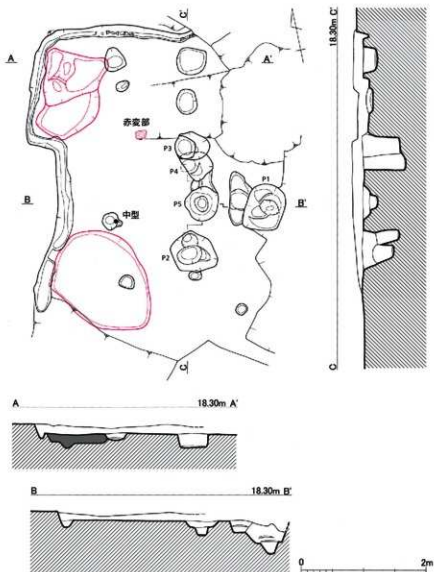 C'
18.30m
C'
A
A'
赤変部
P3
P4
P1
B
P5
B'
中型
P2
C
C
A 18.30m A'
B 18.30m B'
0 2m